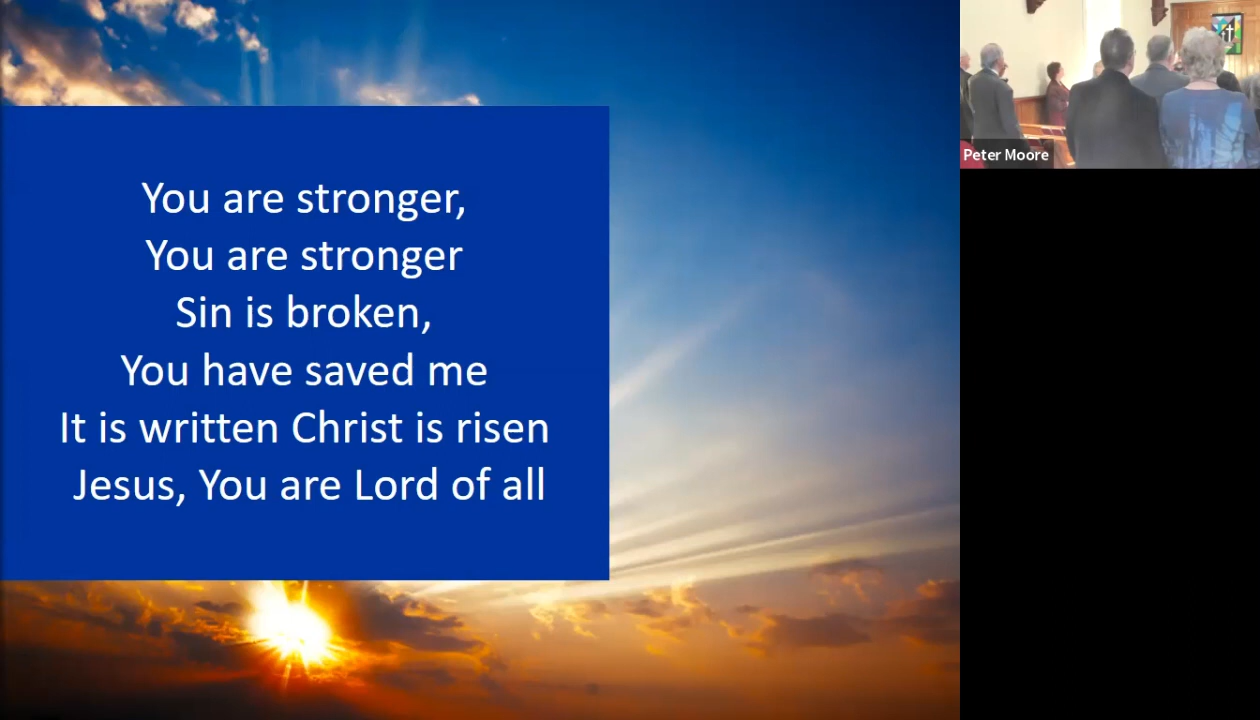 You are stronger,
You are stronger
Sin is broken,
You have saved me
It is written Christ is risen
Jesus, You are Lord of all
Peter Moore